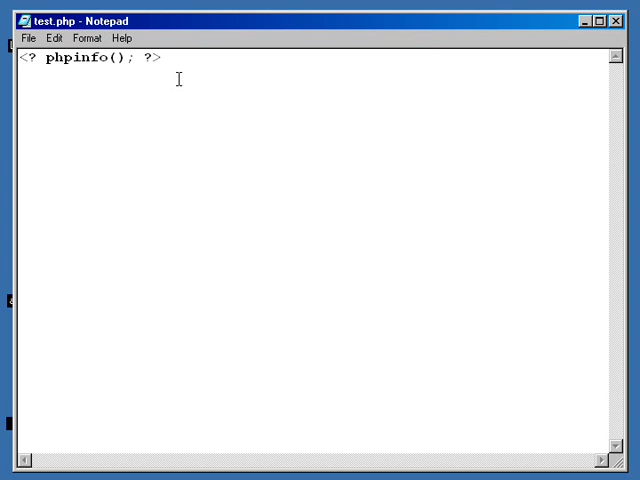 test.php - Notepad
File Edit Format Help
<? phpinfo(); ?>